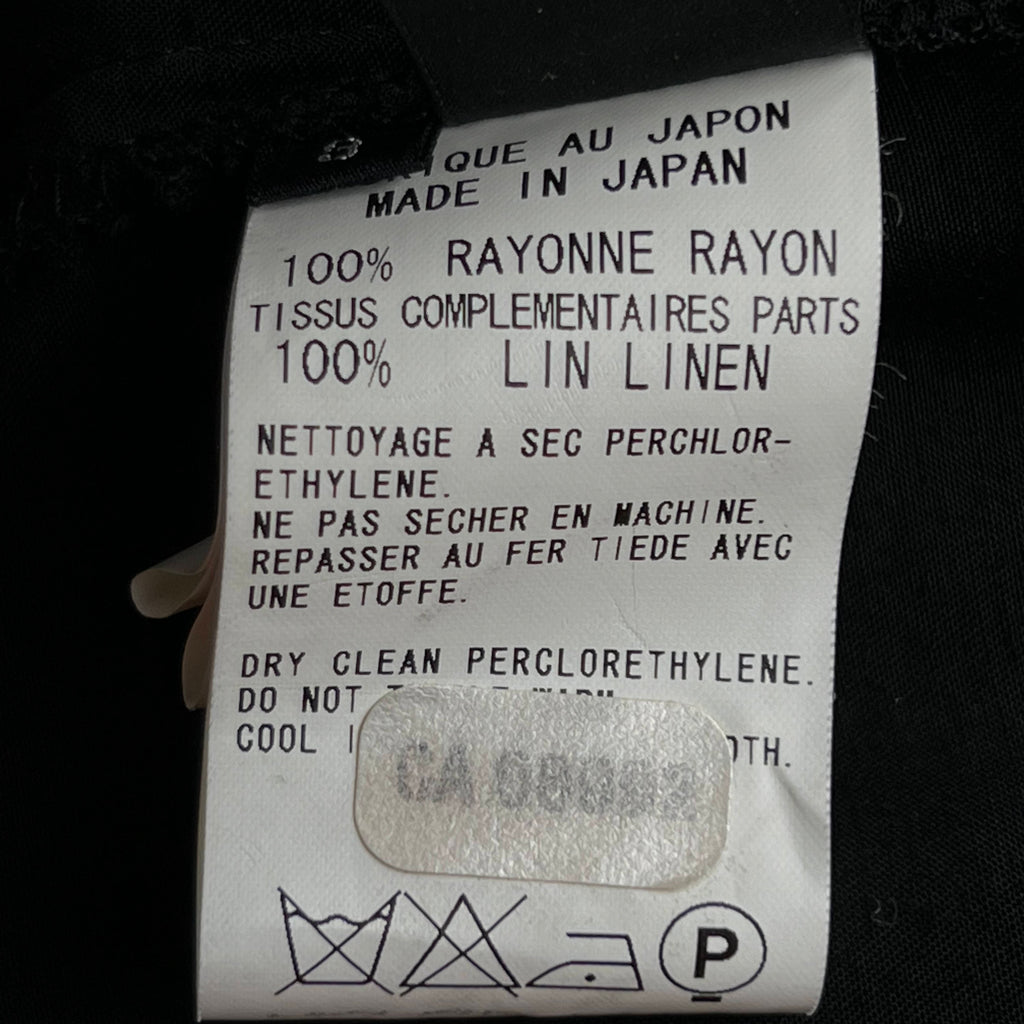 AU JAPON
MADE IN JAPAN
100% RAYONNE RAYON
TISSUS COMPLEMENTAIRES PARTS
100% LIN LINEN
NETTOYAGE A SEC PERCHLOR-
ETHYLENE.
NE PAS SECHER EN MACHINE.
REPASSER AU FER TIEDE AVEC
UNE ETOFFE.
DRY CLEAN PERCLORETHYLENE.
DO NOT
COOL
CA
P